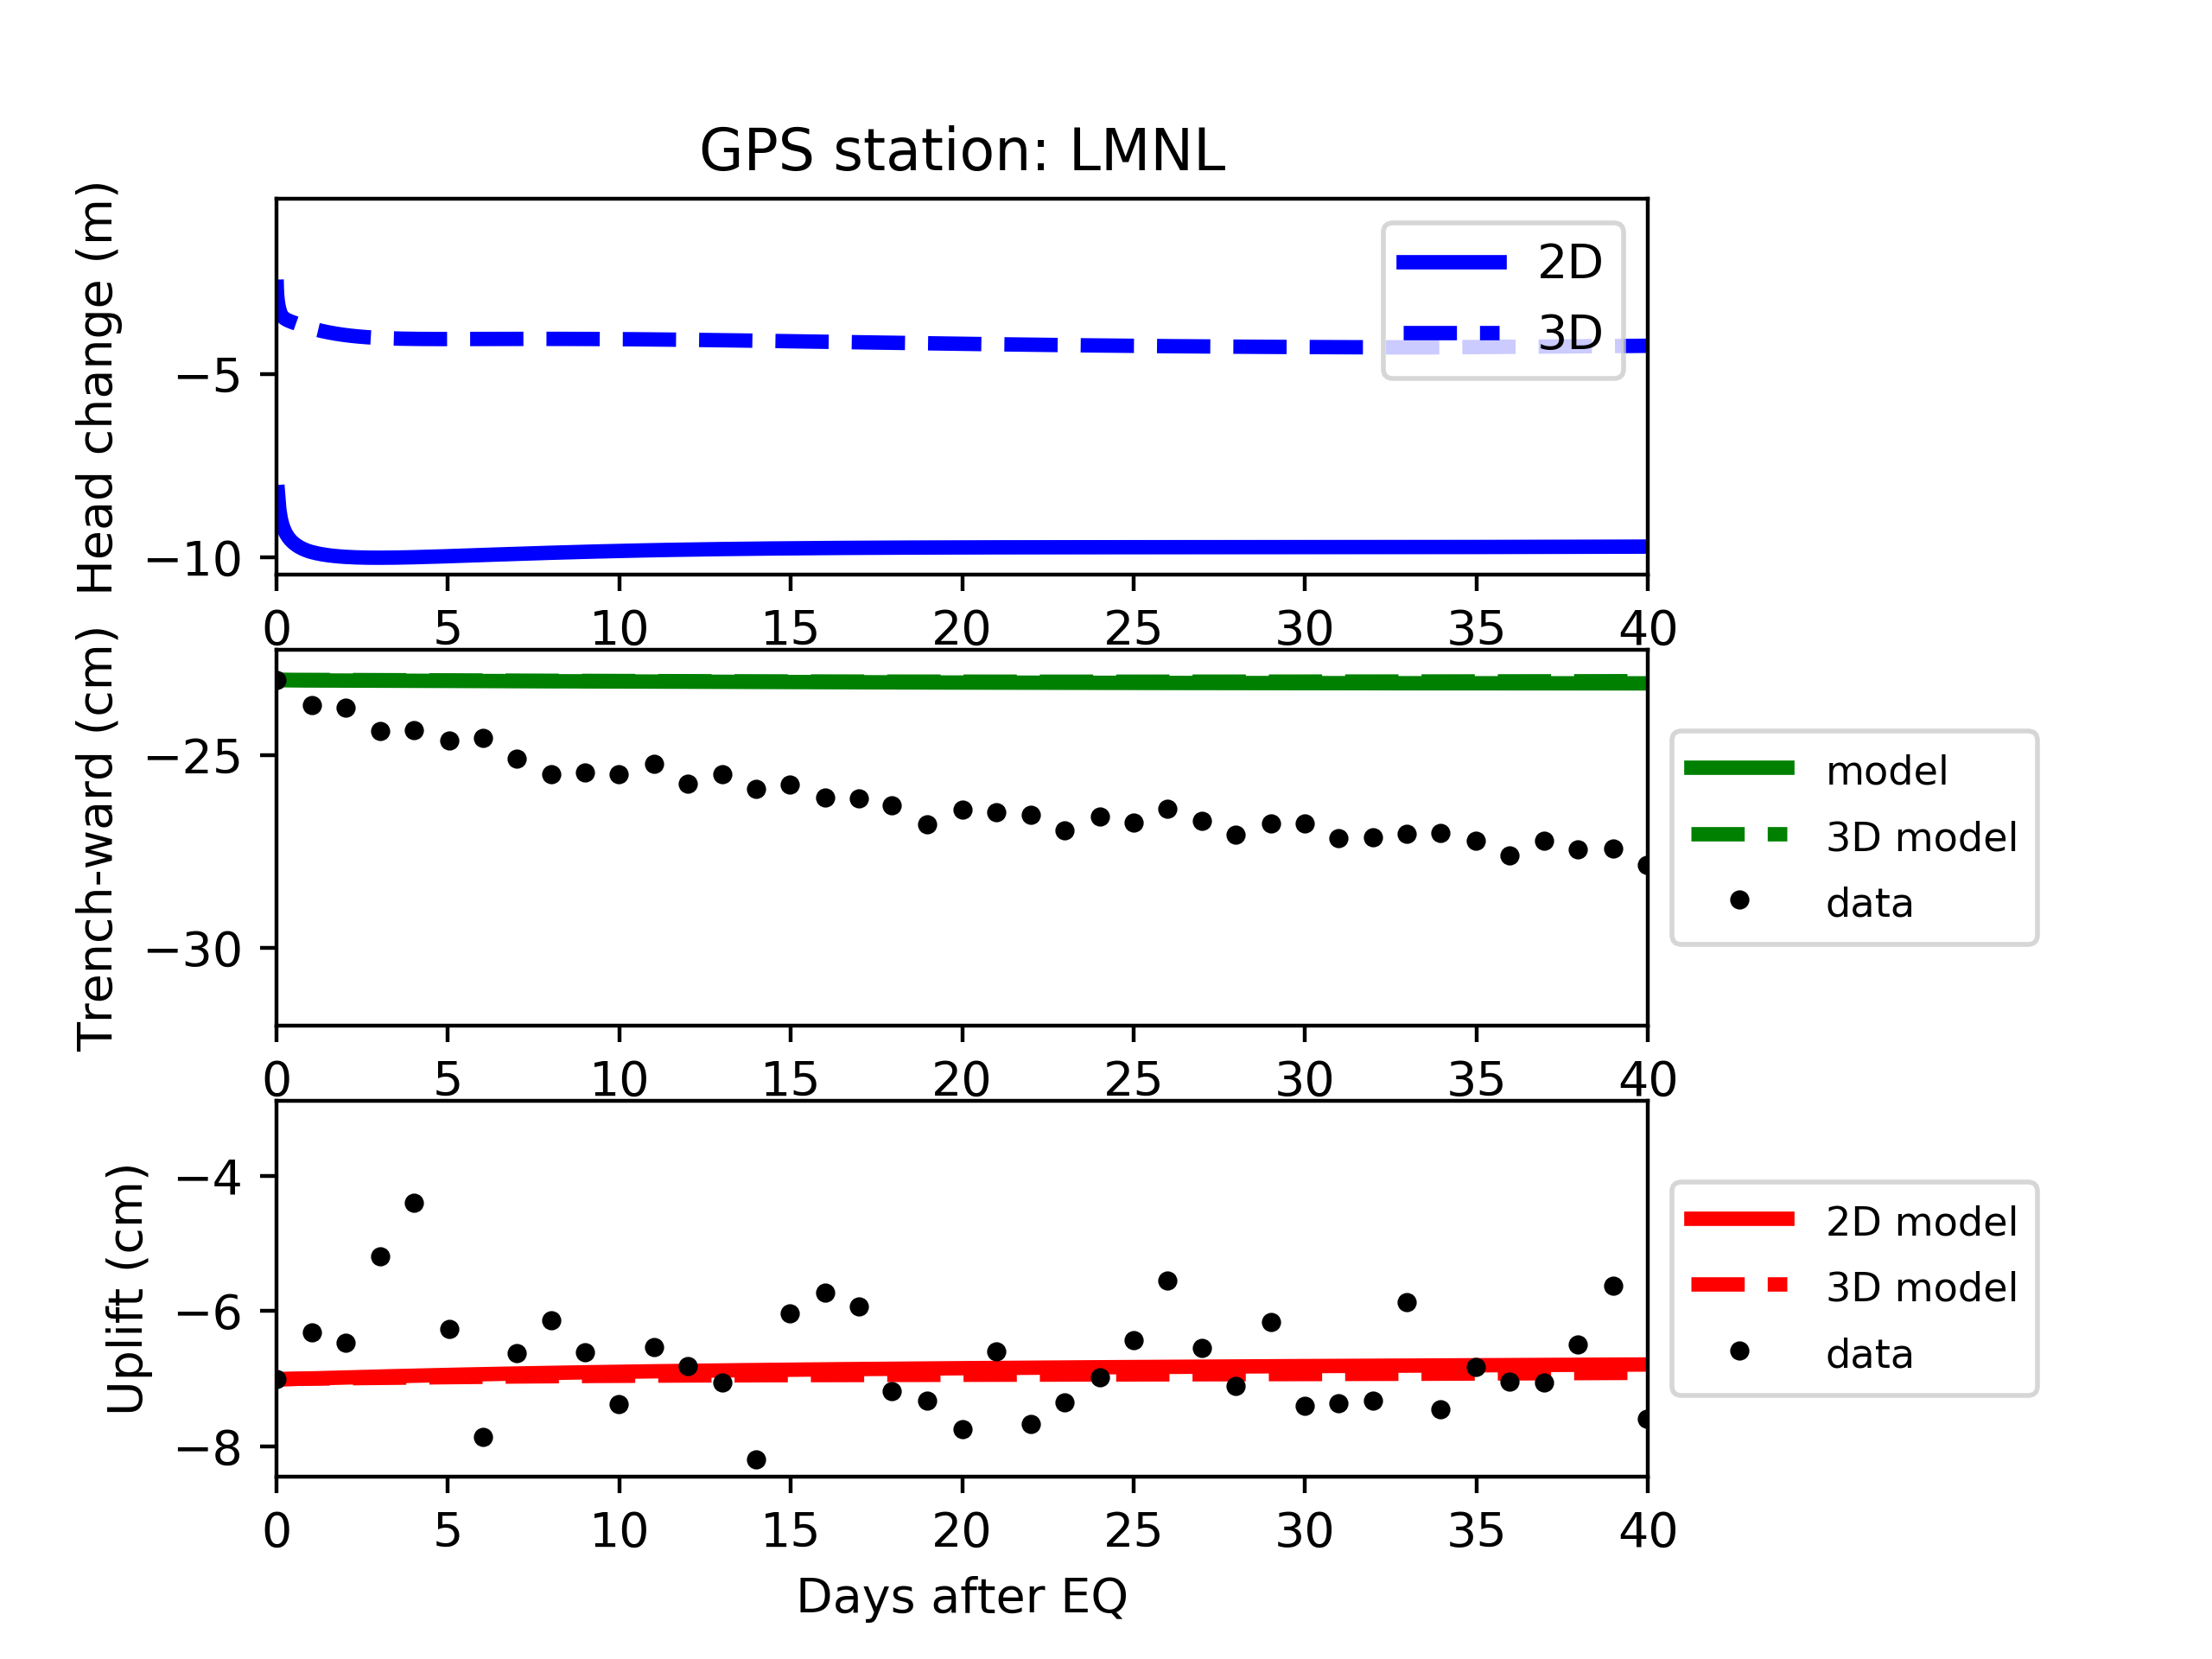 GPS station: LMNL
Head change (m)
−5
−10
2D
3D
0 5 10 15 20 25 30 35 40
Trench-ward (cm)
−25
−30
model
3D model
data
0 5 10 15 20 25 30 35 40
Uplift (cm)
−4
−6
−8
2D model
3D model
data
0 5 10 15 20 25 30 35 40
Days after EQ